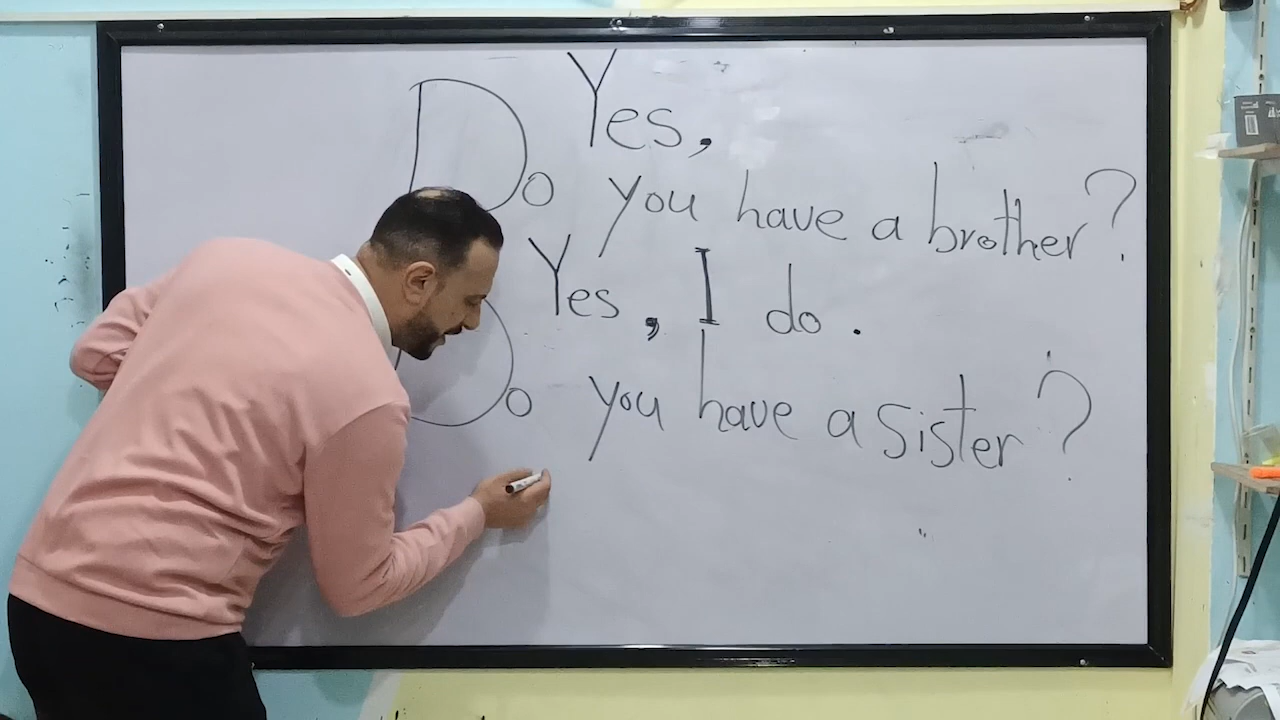 Yes,
Do you have a brother?
Yes, I do.
Do you have a sister?